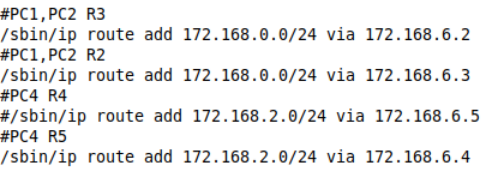 #PC1,PC2 R3
/sbin/ip route add 172.168.0.0/24 via 172.168.6.2
#PC1,PC2 R2
/sbin/ip route add 172.168.0.0/24 via 172.168.6.3
#PC4 R4
#/sbin/ip route add 172.168.2.0/24 via 172.168.6.5
#PC4 R5
/sbin/ip route add 172.168.2.0/24 via 172.168.6.4